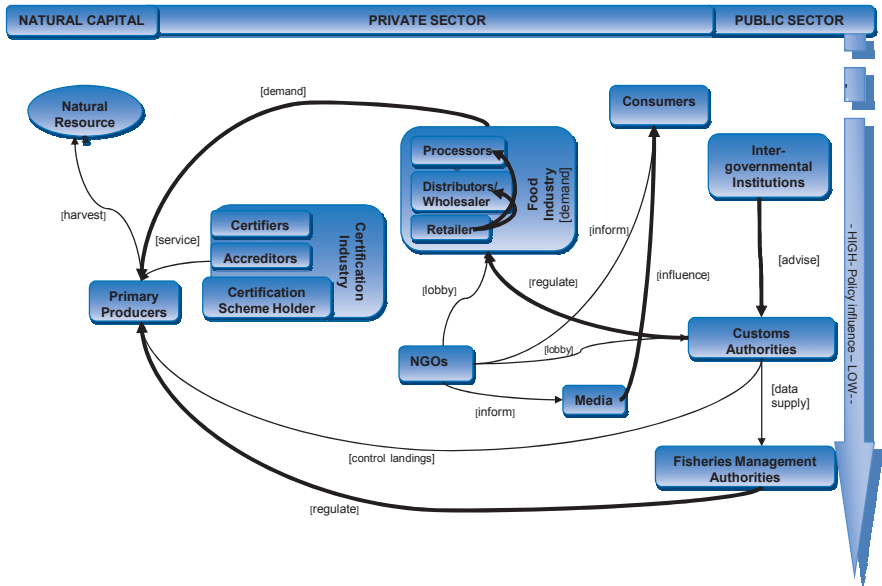 NATURAL CAPITAL
PRIVATE SECTOR
PUBLIC SECTOR
[demand]
Consumers
Natural
Resource
s
Processors
Distributors/
Wholesaler
Retailer
Food
Industry
[demand]
Inter-
governmental
Institutions
[harvest]
[service]
Certifiers
Accreditors
Certification
Scheme Holder
Certification
Industry
[inform]
[advise]
[lobby]
[regulate]
[influence]
Primary
Producers
Customs
Authorities
[lobby]
NGOs
Media
[inform]
[data
supply]
[control landings]
Fisheries Management
Authorities
[regulate]
- HIGH- Policy influence – LOW--